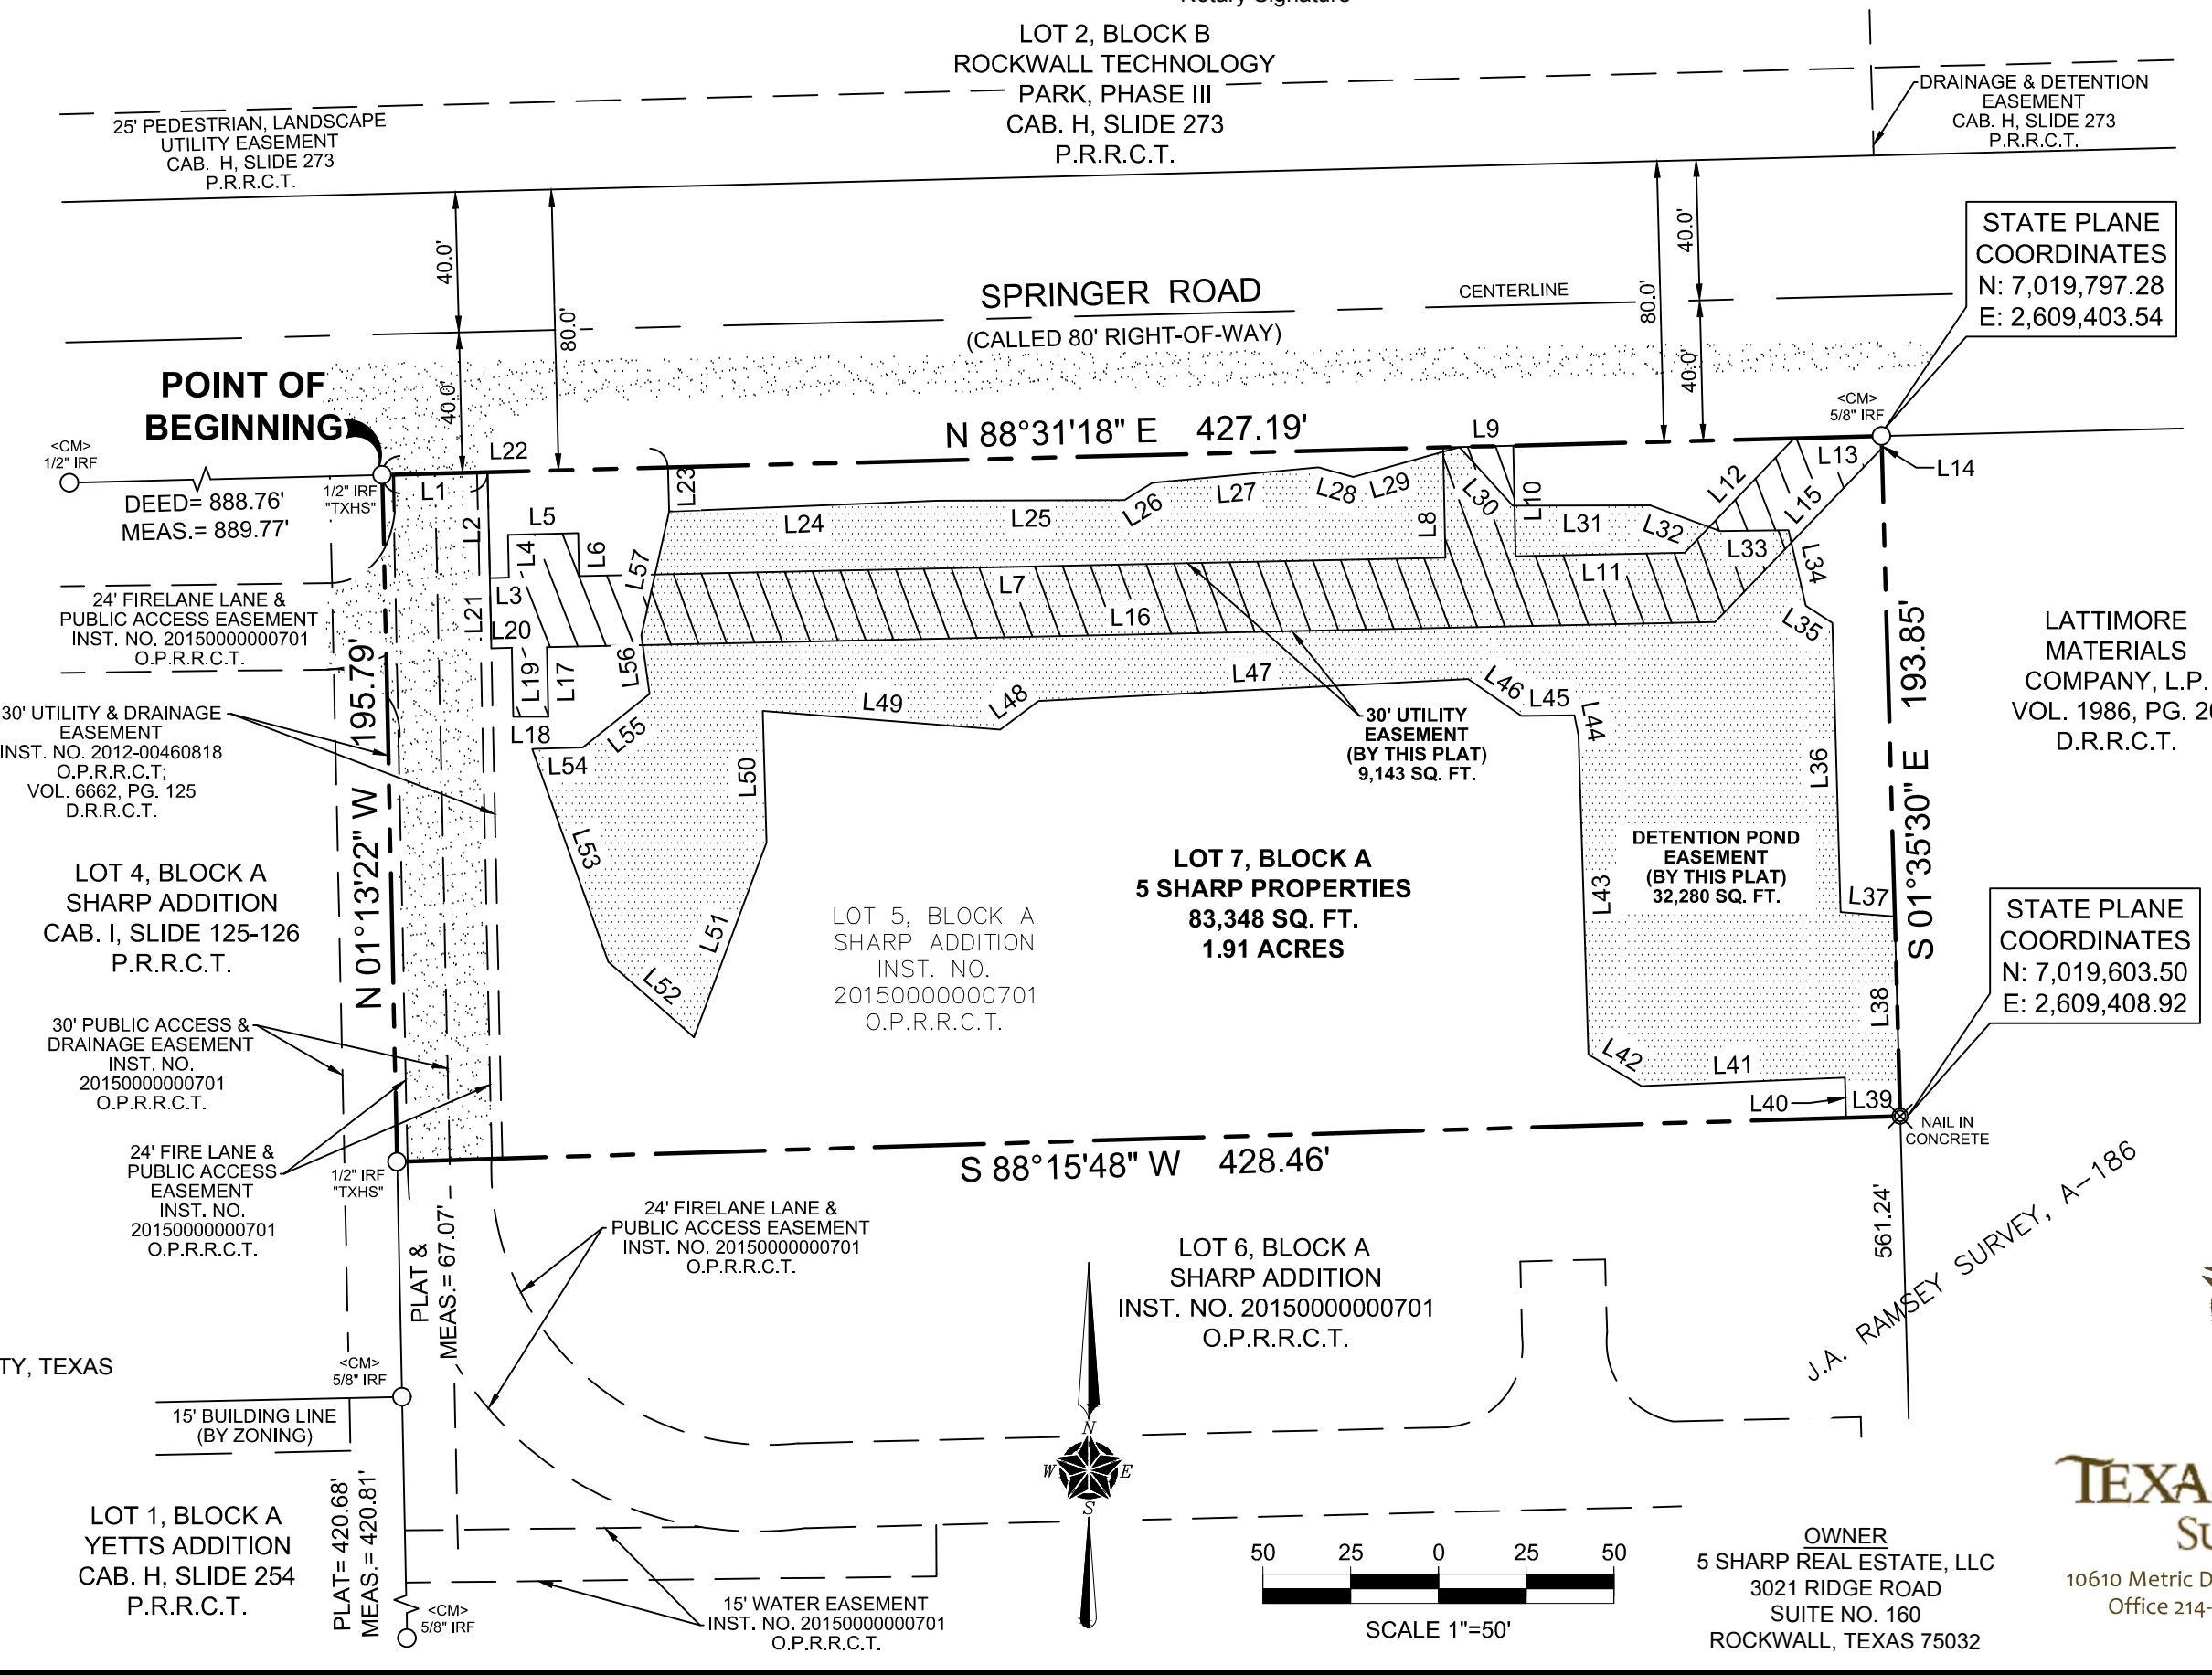 LOT 2, BLOCK B
ROCKWALL TECHNOLOGY
PARK, PHASE III
CAB. H, SLIDE 273
P.R.R.C.T.
25' PEDESTRIAN, LANDSCAPE
UTILITY EASEMENT
CAB. H, SLIDE 273
P.R.R.C.T.
DRAINAGE & DETENTION
EASEMENT
CAB. H, SLIDE 273
P.R.R.C.T.
40.0'
40.0'
80.0'
40.0'
40.0'
80.0'
STATE PLANE
COORDINATES
N: 7,019,797.28
E: 2,609,403.54
SPRINGER ROAD
CENTERLINE
(CALLED 80' RIGHT-OF-WAY)
POINT OF
BEGINNING
<CM>
1/2" IRF
DEED= 888.76'
MEAS.= 889.77'
1/2" IRF
"TXHS"
N 88°31'18" E 427.19'
<CM>
5/8" IRF
L22
L1
L2
L5
L4
L6
L3
L20
L21
L19
L17
L18
L23
L57
L56
L55
L54
L24
L25
L26
L27
L28
L29
L9
L8
L30
L10
L31
L32
L12
L13
L14
L15
L33
L34
L35
L7
L16
L11
L49
L48
L47
L46
L45
L44
L36
L50
L53
L51
L52
L43
L37
L38
L42
L41
L40
L39
24' FIRELANE LANE &
PUBLIC ACCESS EASEMENT
INST. NO. 20150000000701
O.P.R.R.C.T.
30' UTILITY & DRAINAGE
EASEMENT
INST. NO. 2012-00460818
O.P.R.R.C.T;
VOL. 6662, PG. 125
D.R.R.C.T.
N 01°13'22" W 195.79'
LOT 4, BLOCK A
SHARP ADDITION
CAB. I, SLIDE 125-126
P.R.R.C.T.
30' PUBLIC ACCESS &
DRAINAGE EASEMENT
INST. NO.
20150000000701
O.P.R.R.C.T.
24' FIRE LANE &
PUBLIC ACCESS
EASEMENT
INST. NO.
20150000000701
O.P.R.R.C.T.
30' UTILITY
EASEMENT
(BY THIS PLAT)
9,143 SQ. FT.
LOT 5, BLOCK A
SHARP ADDITION
INST. NO.
20150000000701
O.P.R.R.C.T.
LOT 7, BLOCK A
5 SHARP PROPERTIES
83,348 SQ. FT.
1.91 ACRES
DETENTION POND
EASEMENT
(BY THIS PLAT)
32,280 SQ. FT.
S 01°35'30" E 193.85'
LATTIMORE
MATERIALS
COMPANY, L.P.
VOL. 1986, PG.
D.R.R.C.T.
STATE PLANE
COORDINATES
N: 7,019,603.50
E: 2,609,408.92
NAIL IN
CONCRETE
S 88°15'48" W 428.46'
1/2" IRF
"TXHS"
PLAT &
MEAS.= 67.07'
24' FIRELANE LANE &
PUBLIC ACCESS EASEMENT
INST. NO. 20150000000701
O.P.R.R.C.T.
LOT 6, BLOCK A
SHARP ADDITION
INST. NO. 20150000000701
O.P.R.R.C.T.
561.24'
J.A. RAMSEY SURVEY, A-186
TY, TEXAS
<CM>
5/8" IRF
15' BUILDING LINE
(BY ZONING)
LOT 1, BLOCK A
YETTS ADDITION
CAB. H, SLIDE 254
P.R.R.C.T.
PLAT= 420.68'
MEAS.= 420.81'
<CM>
5/8" IRF
15' WATER EASEMENT
INST. NO. 20150000000701
O.P.R.R.C.T.
N
W E
S
50 25 0 25 50
SCALE 1"=50'
OWNER
5 SHARP REAL ESTATE, LLC
3021 RIDGE ROAD
SUITE NO. 160
ROCKWALL, TEXAS 75032
TEXA
10610 Metric D
Office 214-